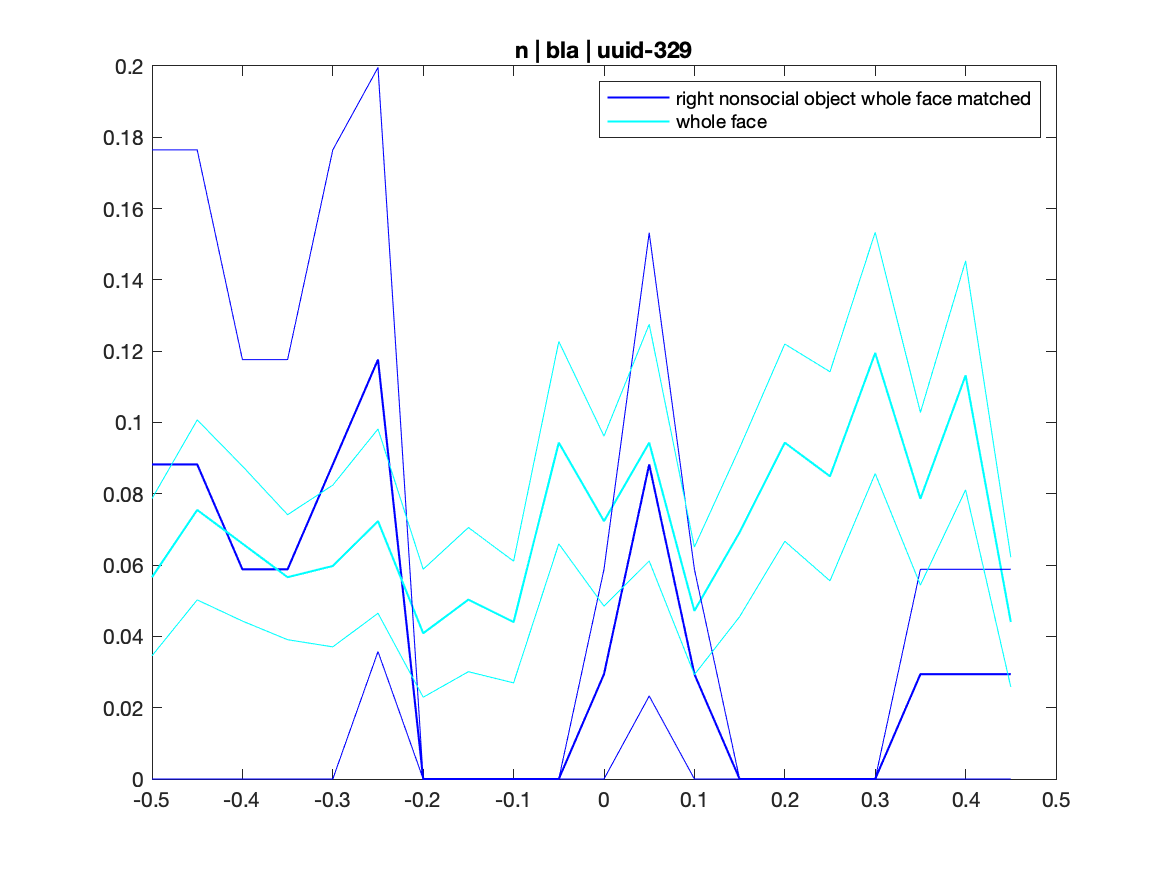 n | bla | uuid-329
right nonsocial object whole face matched
whole face
0.2
0.18
0.16
0.14
0.12
0.1
0.08
0.06
0.04
0.02
0
-0.5 -0.4 -0.3 -0.2 -0.1 0 0.1 0.2 0.3 0.4 0.5